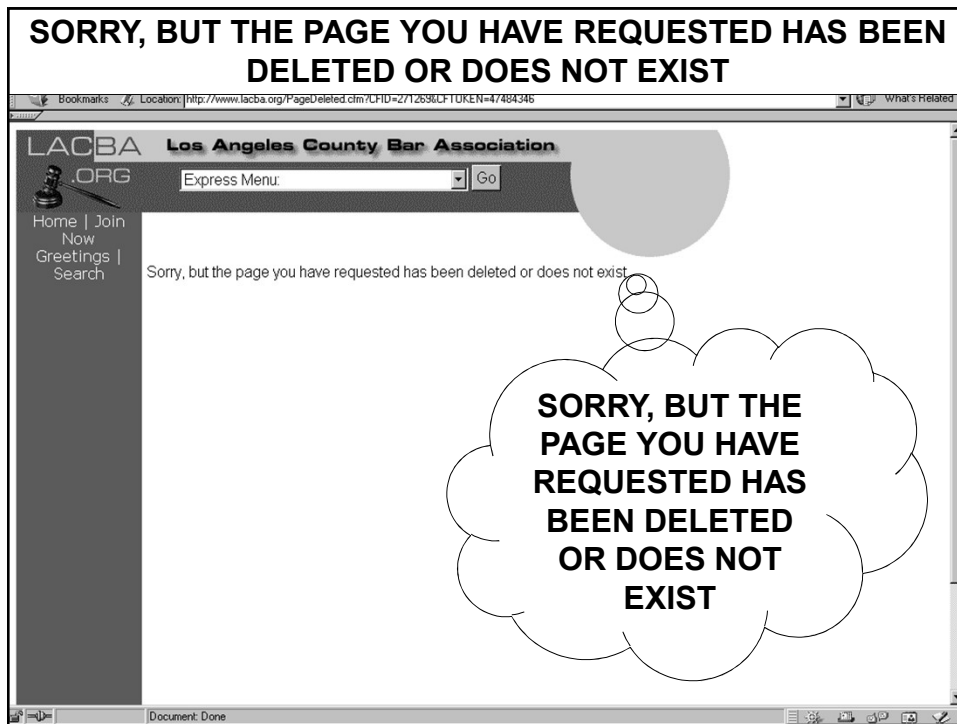 SORRY, BUT THE PAGE YOU HAVE REQUESTED HAS BEEN
DELETED OR DOES NOT EXIST
Bookmarks Location: http://www.lacba.org/PageDeleted.cfm?CFID=271269&CFTOKEN=47484346 What's Related
LACBA Los Angeles County Bar Association
.ORG Express Menu: Go
Home | Join
Now
Greetings |
Search
Sorry, but the page you have requested has been deleted or does not exist.
SORRY, BUT THE
PAGE YOU HAVE
REQUESTED HAS
BEEN DELETED
OR DOES NOT
EXIST
Document: Done